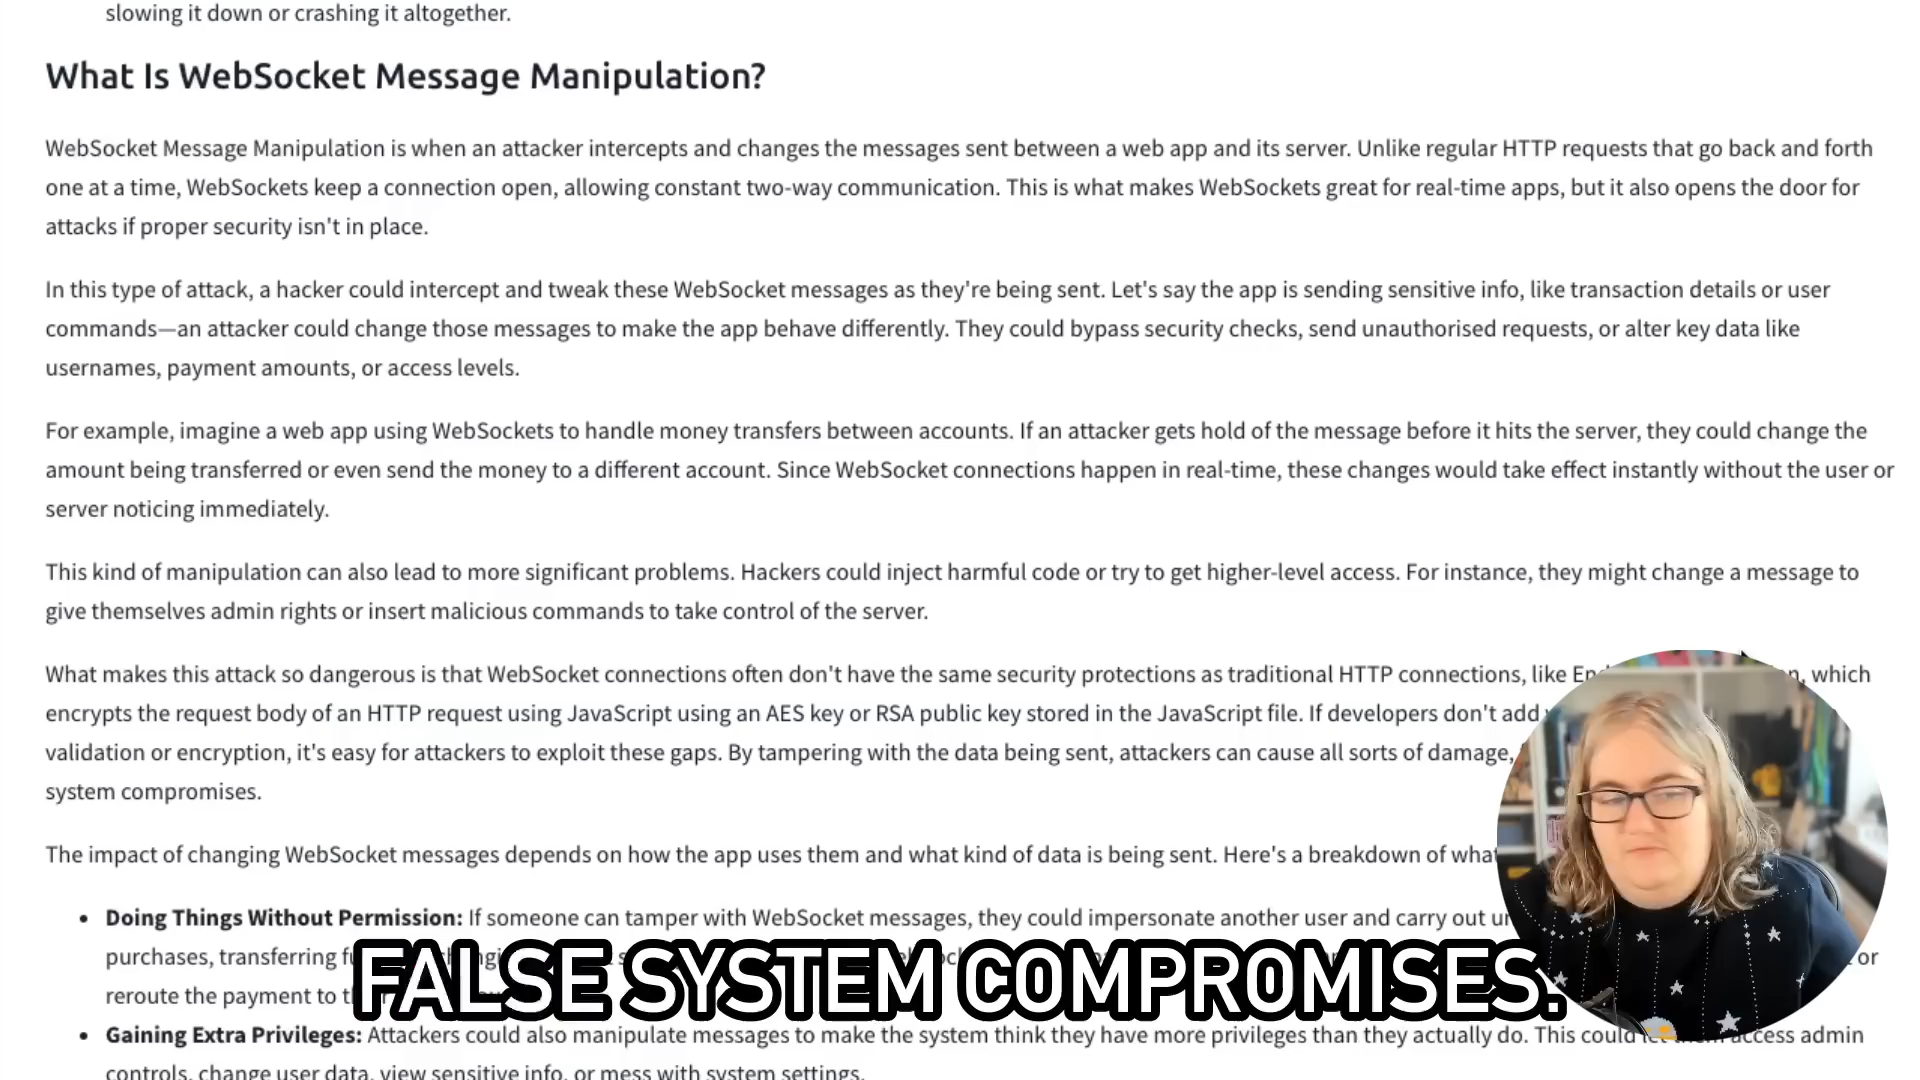 slowing it down or crashing it altogether.
What Is WebSocket Message Manipulation?
WebSocket Message Manipulation is when an attacker intercepts and changes the messages sent between a web app and its server. Unlike regular HTTP requests that go back and forth
one at a time, WebSockets keep a connection open, allowing constant two-way communication. This is what makes WebSockets great for real-time apps, but it also opens the door for
attacks if proper security isn't in place.
In this type of attack, a hacker could intercept and tweak these WebSocket messages as they're being sent. Let's say the app is sending sensitive info, like transaction details or user
commands—an attacker could change those messages to make the app behave differently. They could bypass security checks, send unauthorised requests, or alter key data like
usernames, payment amounts, or access levels.
For example, imagine a web app using WebSockets to handle money transfers between accounts. If an attacker gets hold of the message before it hits the server, they could change the
amount being transferred or even send the money to a different account. Since WebSocket connections happen in real-time, these changes would take effect instantly without the user or
server noticing immediately.
This kind of manipulation can also lead to more significant problems. Hackers could inject harmful code or try to get higher-level access. For instance, they might change a message to
give themselves admin rights or insert malicious commands to take control of the server.
What makes this attack so dangerous is that WebSocket connections often don't have the same security protections as traditional HTTP connections, like which
encrypts the request body of an HTTP request using JavaScript using an AES key or RSA public key stored in the JavaScript file. If developers don't add
validation or encryption, it's easy for attackers to exploit these gaps. By tampering with the data being sent, attackers can cause all sorts of damage,
system compromises.
The impact of changing WebSocket messages depends on how the app uses them and what kind of data is being sent. Here's a breakdown of what
• Doing Things Without Permission: If someone can tamper with WebSocket messages, they could impersonate another user and carry out
purchases, transferring or
reroute the payment to
FALSE SYSTEM COMPROMISES.
• Gaining Extra Privileges: Attackers could also manipulate messages to make the system think they have more privileges than they actually do. This could access admin
controls, change user data, view sensitive info, or mess with system settings.